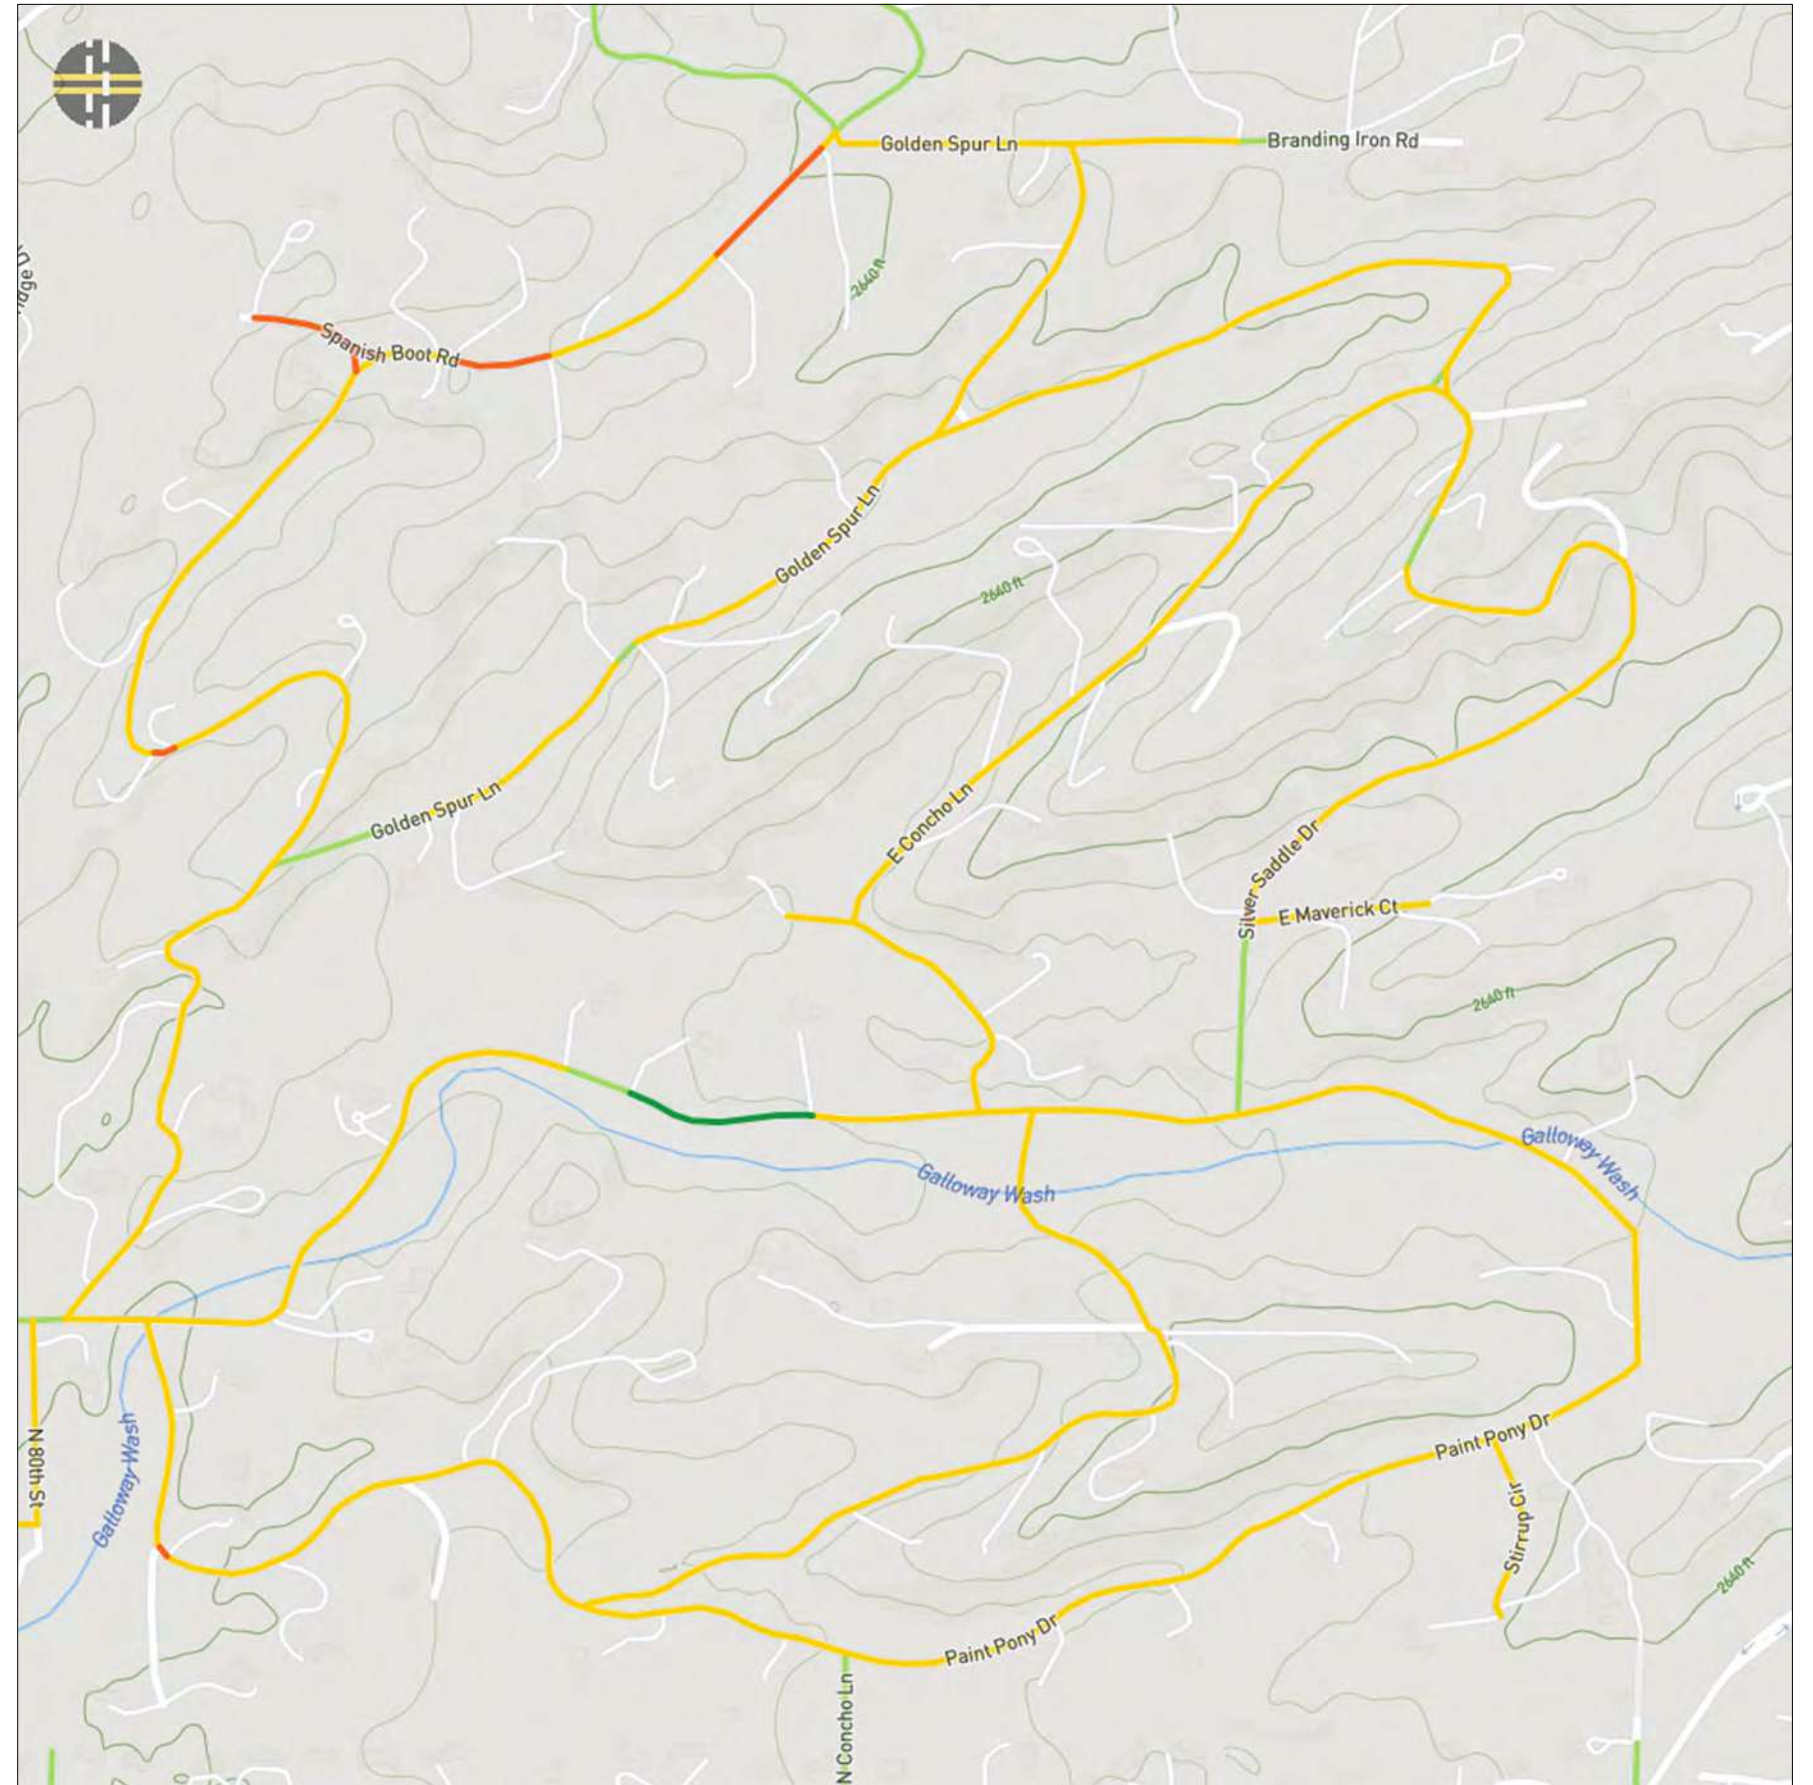 Golden Spur Ln
Branding Iron Rd
2640 ft
Spanish Boot Rd
Golden Spur Ln
2640 ft
Golden Spur Ln
E Concho Ln
Silver Saddle Dr
E Maverick Ct
2640 ft
Galloway Wash
Galloway Wash
Paint Pony Dr
N 80th St
Galloway Wash
Stirrup Cir
2640 ft
Paint Pony Dr
N Concho Ln